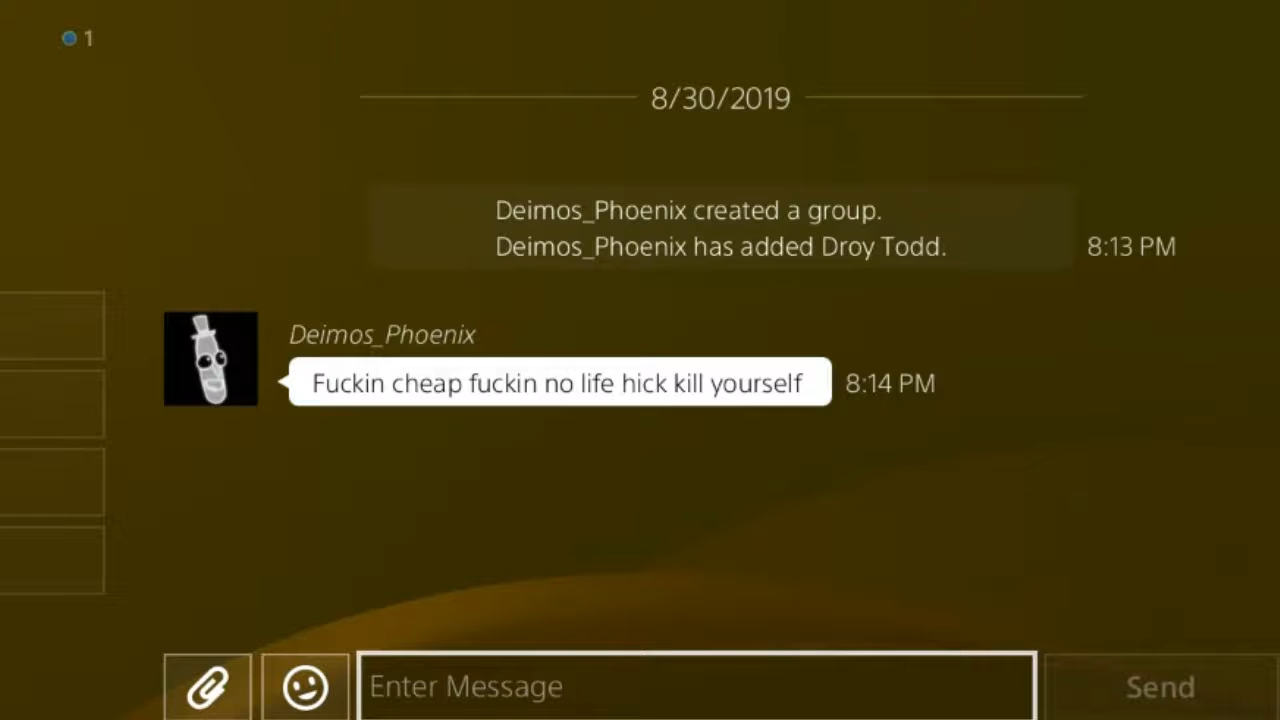 1
8/30/2019
Deimos_Phoenix created a group.
Deimos_Phoenix has added Droy Todd.
8:13 PM
Deimos_Phoenix
Fuckin cheap fuckin no life hick kill yourself
8:14 PM
Enter Message
Send